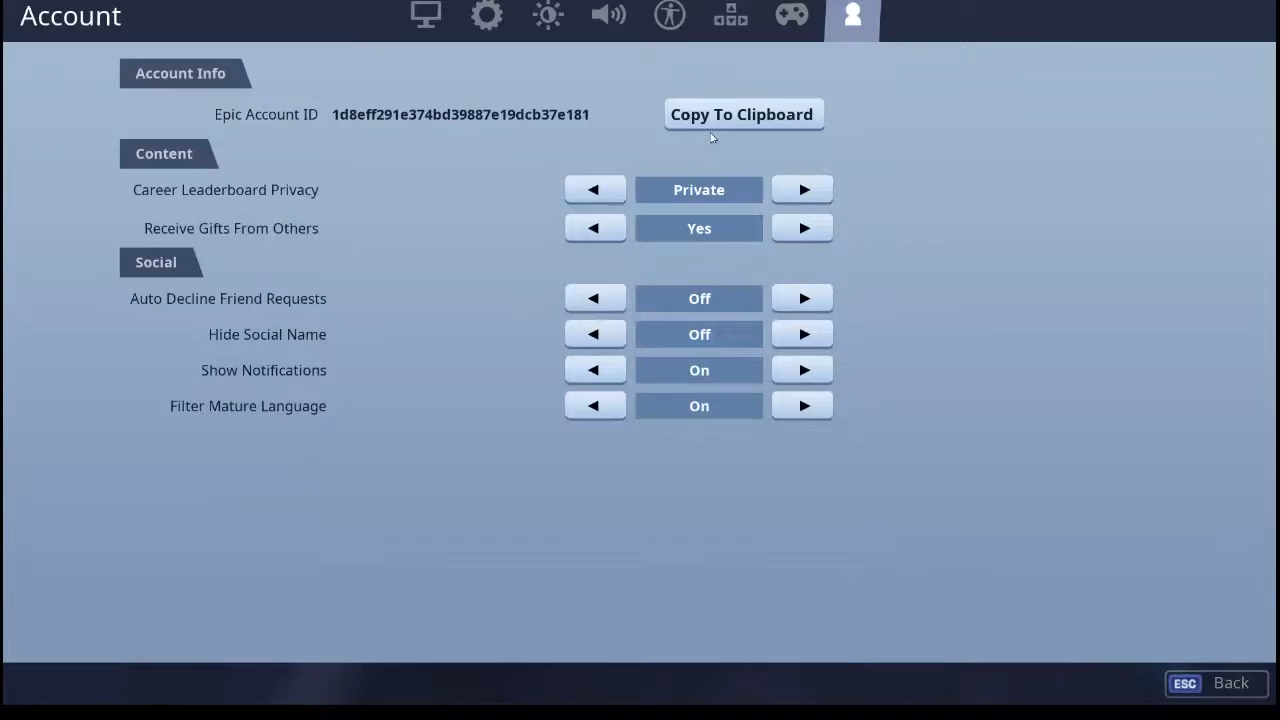 Account
Account Info
Epic Account ID 1d8eff291e374bd39887e19dcb37e181 Copy To Clipboard
Content
Career Leaderboard Privacy Private
Receive Gifts From Others Yes
Social
Auto Decline Friend Requests Off
Hide Social Name Off
Show Notifications On
Filter Mature Language On
ESC Back